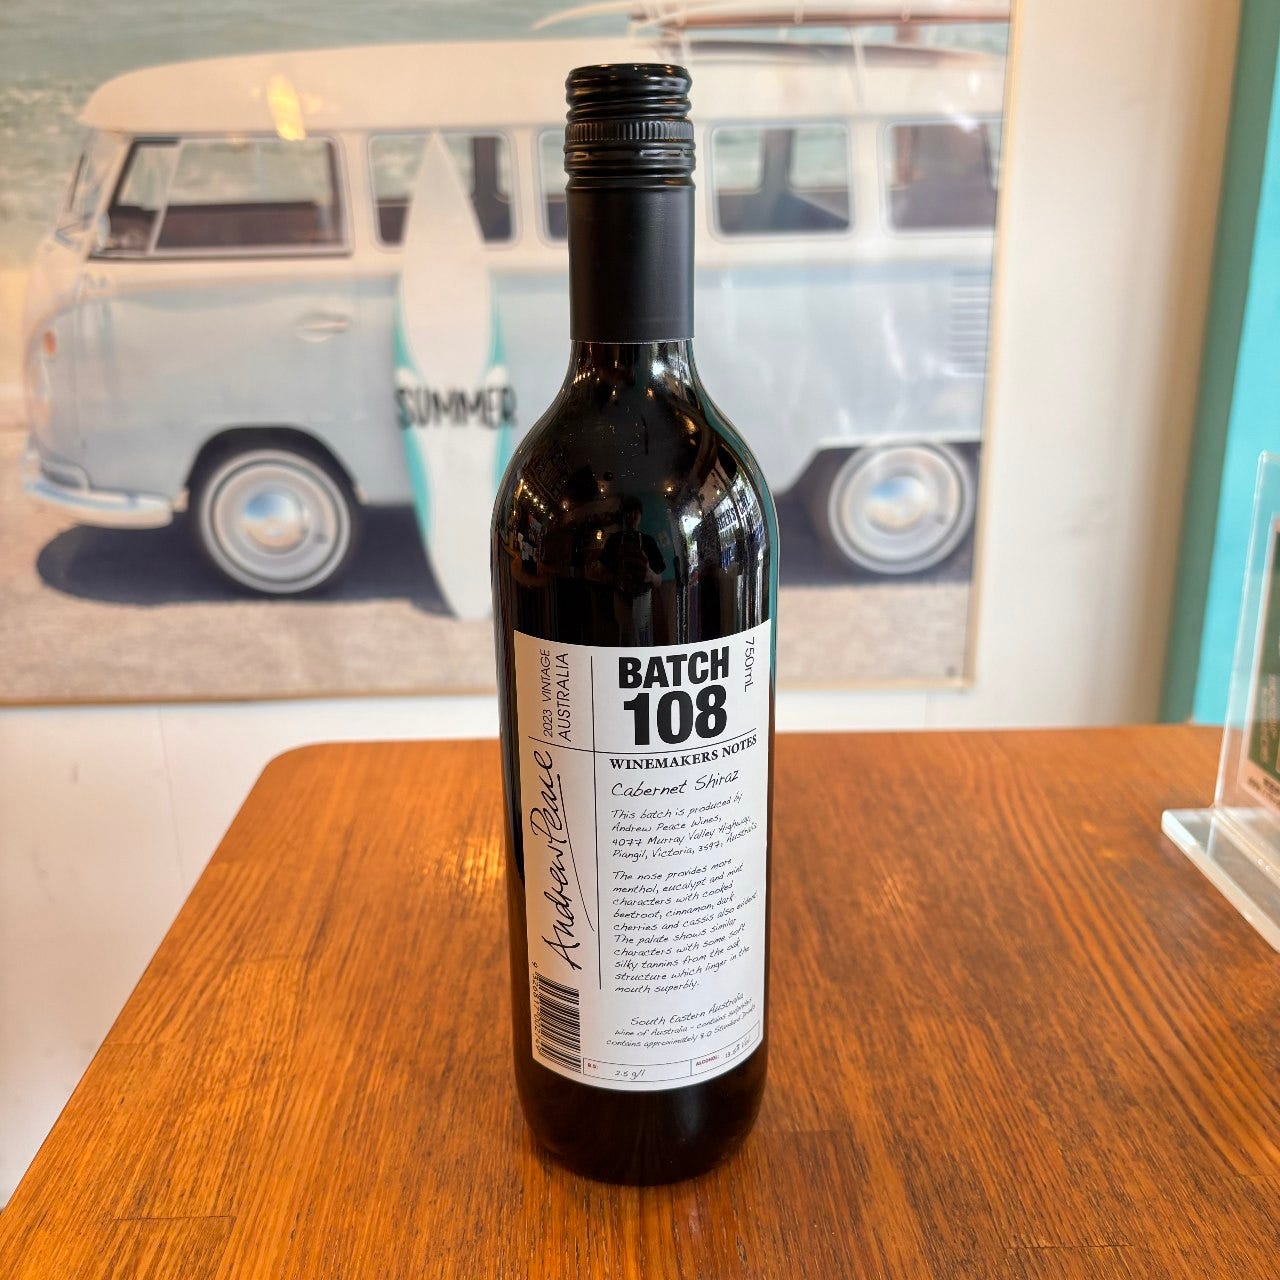 SUMMER
2023 VINTAGE
AUSTRALIA
Andrew Peace
BATCH
108
750mL
WINEMAKERS NOTES
Cabernet Shiraz
This batch is produced by
Andrew Peace Wines,
4077 Murray Valley Highway,
Piangil, Victoria, 3597, Australia
The nose provides more
menthol, eucalypt and mint
characters with cooked
beetroot, cinnamon, dark
cherries and cassis also evident
The palate shows similar
characters with some soft
silky tannins from the oak
structure which linger in the
mouth superbly.
South Eastern Australia
Wine of Australia - contains sulphites
contains approximately 8.0 Standard Drinks
ALCOHOL: